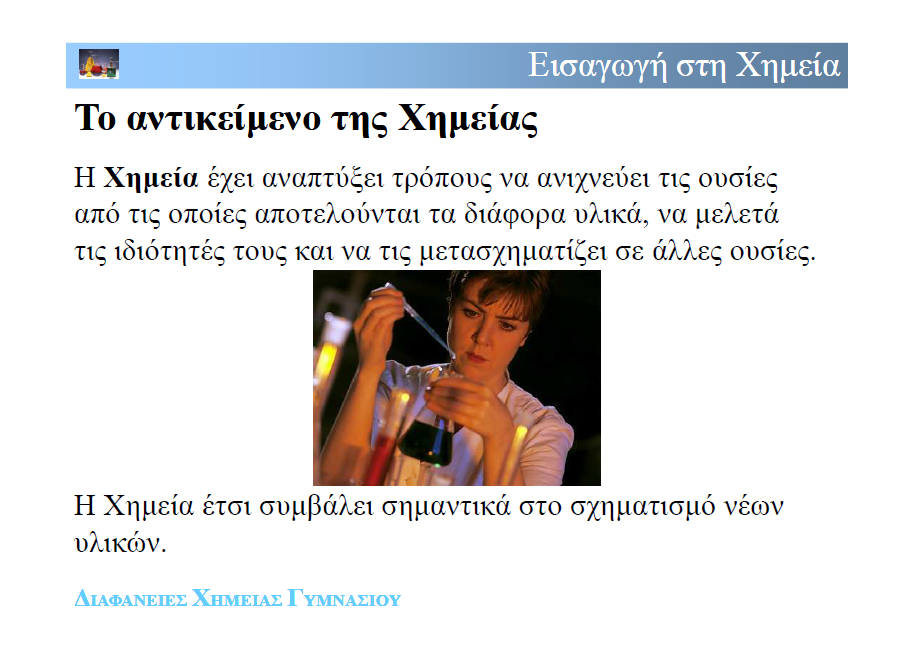 Εισαγωγή στη Χημεία
Το αντικείμενο της Χημείας
Η Χημεία έχει αναπτύξει τρόπους να ανιχνεύει τις ουσίες
από τις οποίες αποτελούνται τα διάφορα υλικά, να μελετά
τις ιδιότητές τους και να τις μετασχηματίζει σε άλλες ουσίες.
Η Χημεία έτσι συμβάλει σημαντικά στο σχηματισμό νέων
υλικών.
ΔΙΑΦΑΝΕΙΕΣ ΧΗΜΕΙΑΣ ΓΥΜΝΑΣΙΟΥ